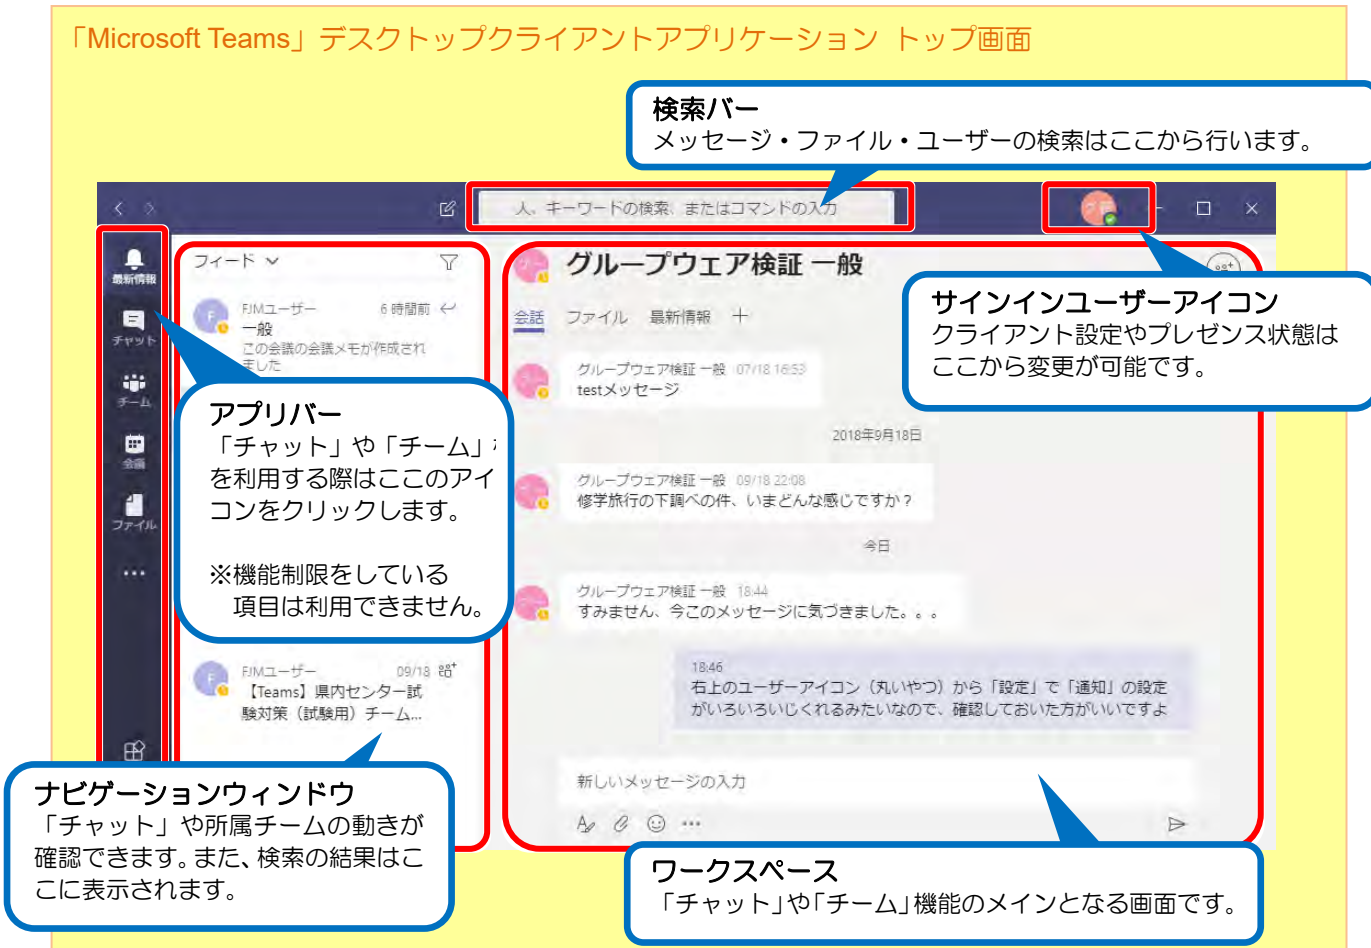 「Microsoft Teams」デスクトップクライアントアプリケーション トップ画面
検索バー
メッセージ・ファイル・ユーザーの検索はここから行います。
人、キーワードの検索、またはコマンドの入力
最新情報
チャット
チーム
会議
ファイル
フィード
FJMユーザー 6 時間前
一般
この会議の会議メモが作成され
ました
アプリバー
「チャット」や「チーム」
を利用する際はここのアイ
コンをクリックします。
※機能制限をしている
項目は利用できません。
FJMユーザー 09/18
【Teams】県内センター試
験対策（試験用）チーム...
ナビゲーションウィンドウ
「チャット」や所属チームの動きが
確認できます。また、検索の結果はこ
こに表示されます。
グループウェア検証 一般
会話 ファイル 最新情報 +
サインインユーザーアイコン
クライアント設定やプレゼンス状態は
ここから変更が可能です。
グループウェア検証 一般 07/18 16:53
testメッセージ
2018年9月18日
グループウェア検証 一般 09/18 22:08
修学旅行の下調べの件、いまどんな感じですか？
今日
グループウェア検証 一般 18:44
すみません、今このメッセージに気づきました。。。
18:46
右上のユーザーアイコン（丸いやつ）から「設定」で「通知」の設定
がいろいろいじくれるみたいなので、確認しておいた方がいいですよ
新しいメッセージの入力
ワークスペース
「チャット」や「チーム」機能のメインとなる画面です。